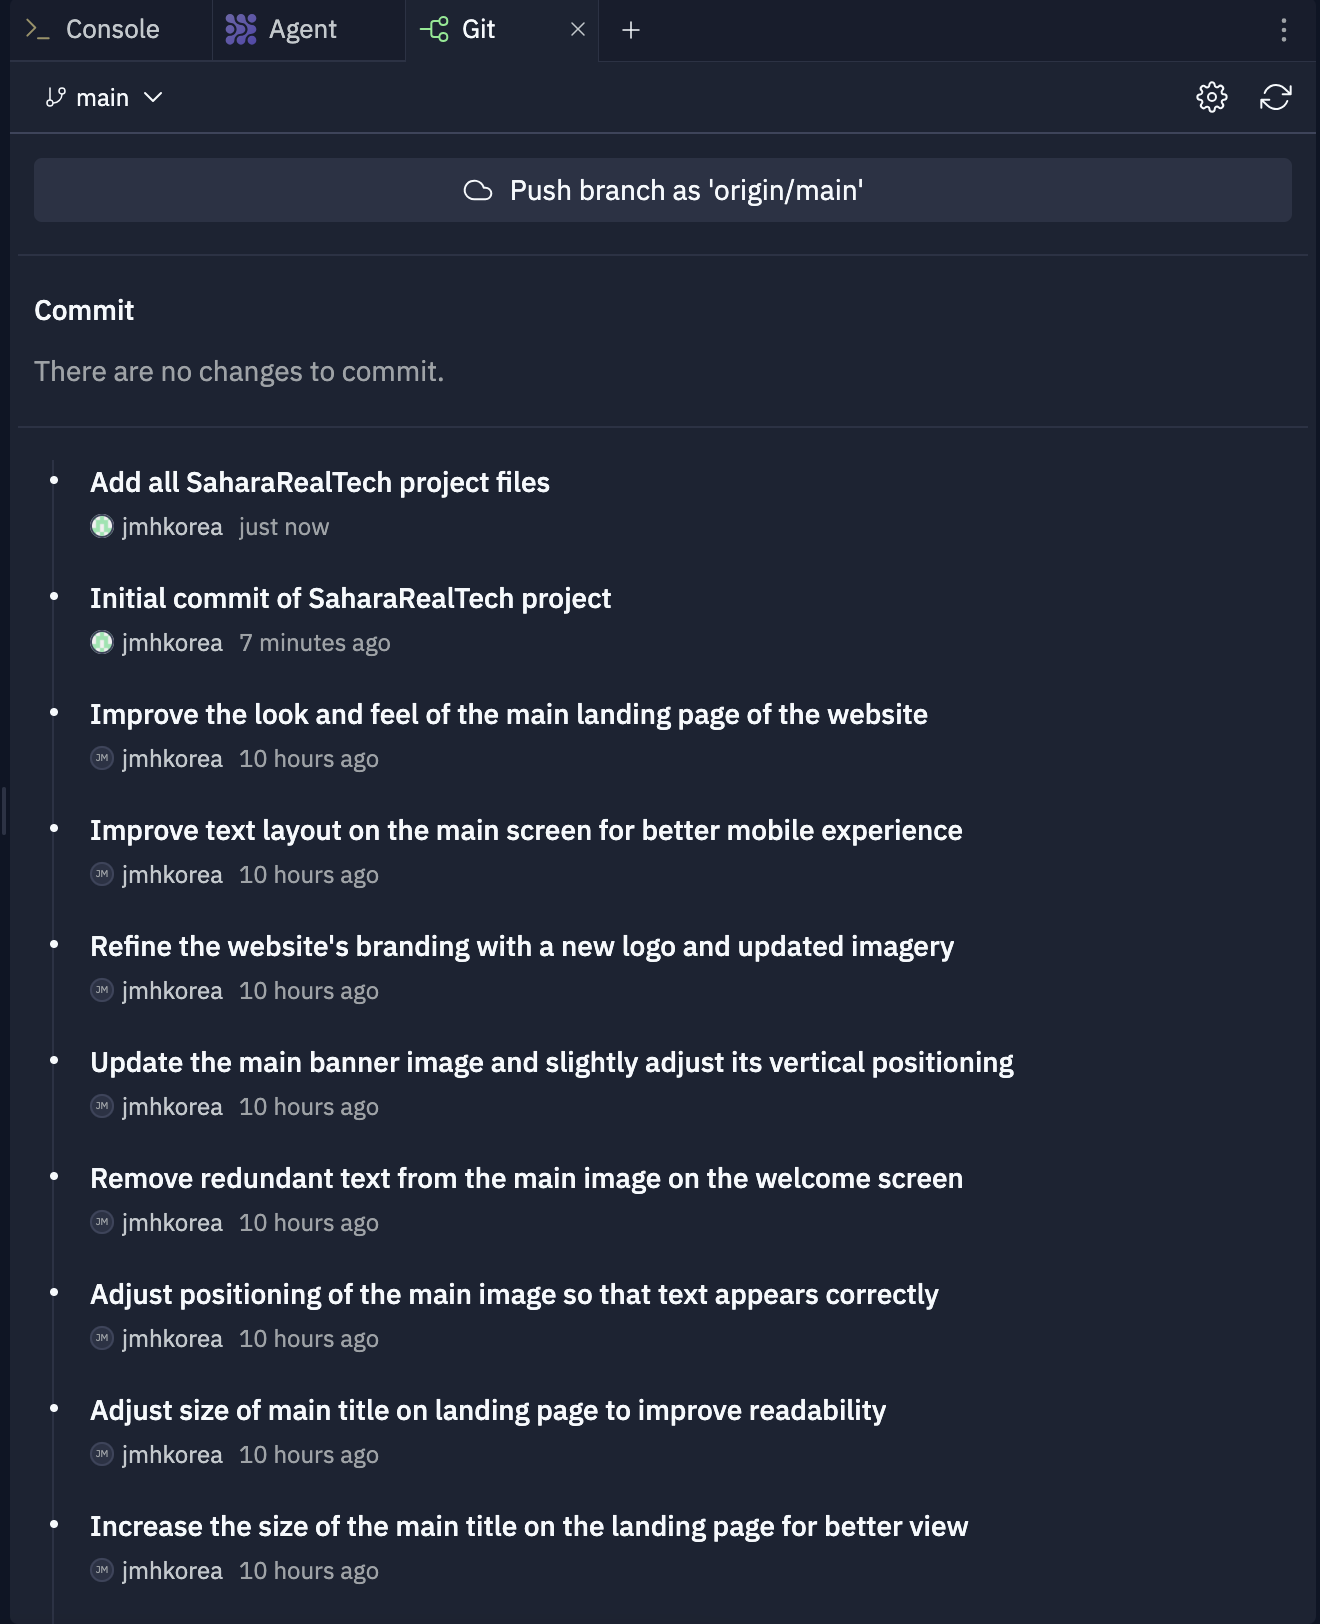 Console
Agent
Git
main
Push branch as 'origin/main'
Commit
There are no changes to commit.
Add all SaharaRealTech project files
jmhkorea just now
Initial commit of SaharaRealTech project
jmhkorea 7 minutes ago
Improve the look and feel of the main landing page of the website
JM jmhkorea 10 hours ago
Improve text layout on the main screen for better mobile experience
JM jmhkorea 10 hours ago
Refine the website's branding with a new logo and updated imagery
JM jmhkorea 10 hours ago
Update the main banner image and slightly adjust its vertical positioning
JM jmhkorea 10 hours ago
Remove redundant text from the main image on the welcome screen
JM jmhkorea 10 hours ago
Adjust positioning of the main image so that text appears correctly
JM jmhkorea 10 hours ago
Adjust size of main title on landing page to improve readability
JM jmhkorea 10 hours ago
Increase the size of the main title on the landing page for better view
JM jmhkorea 10 hours ago